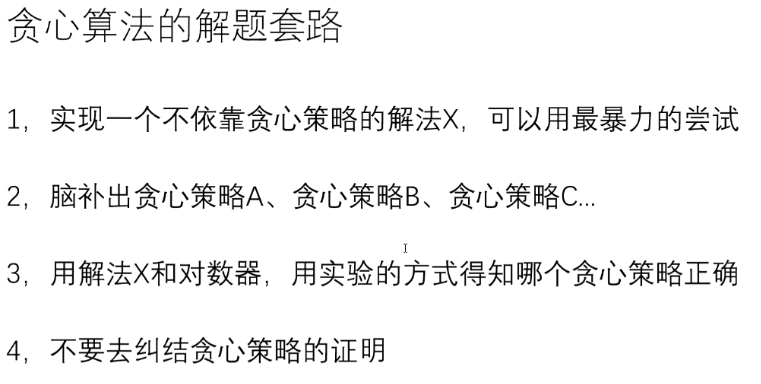 贪心算法的解题套路
1，实现一个不依靠贪心策略的解法X，可以用最暴力的尝试
2，脑补出贪心策略A、贪心策略B、贪心策略C...
3，用解法X和对数器，用实验的方式得知哪个贪心策略正确
4，不要去纠结贪心策略的证明